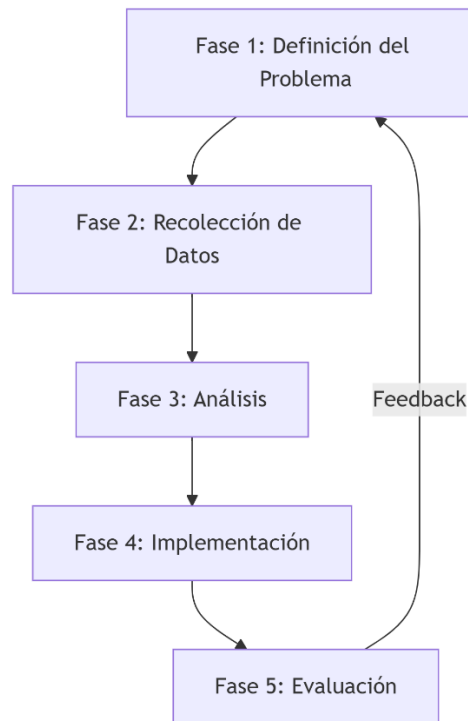 Fase 1: Definición del
Problema
Fase 2: Recolección de
Datos
Fase 3: Análisis
Feedback
Fase 4: Implementación
Fase 5: Evaluación